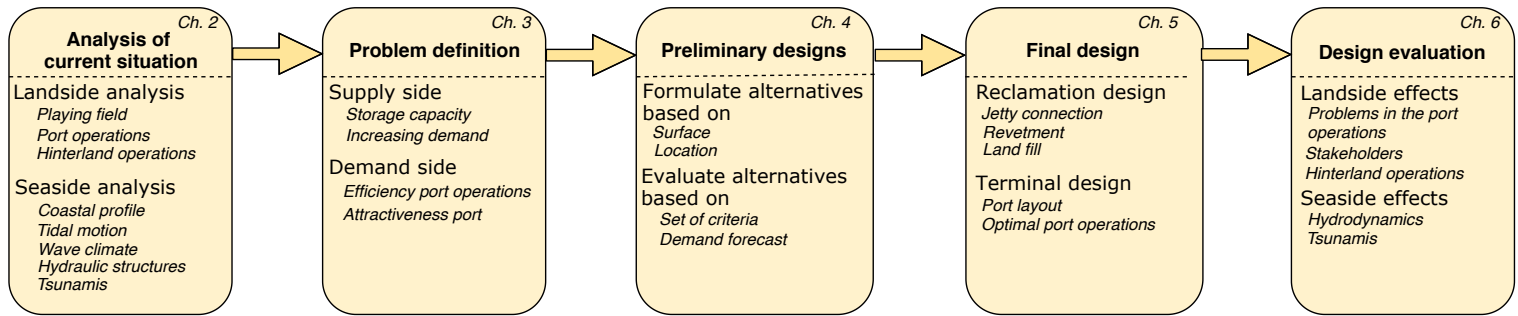 Ch. 2
Analysis of
current situation
Landside analysis
Playing field
Port operations
Hinterland operations
Seaside analysis
Coastal profile
Tidal motion
Wave climate
Hydraulic structures
Tsunamis
Ch. 3
Problem definition
Supply side
Storage capacity
Increasing demand
Demand side
Efficiency port operations
Attractiveness port
Ch. 4
Preliminary designs
Formulate alternatives
based on
Surface
Location
Evaluate alternatives
based on
Set of criteria
Demand forecast
Ch. 5
Final design
Reclamation design
Jetty connection
Revetment
Land fill
Terminal design
Port layout
Optimal port operations
Ch. 6
Design evaluation
Landside effects
Problems in the port
operations
Stakeholders
Hinterland operations
Seaside effects
Hydrodynamics
Tsunamis